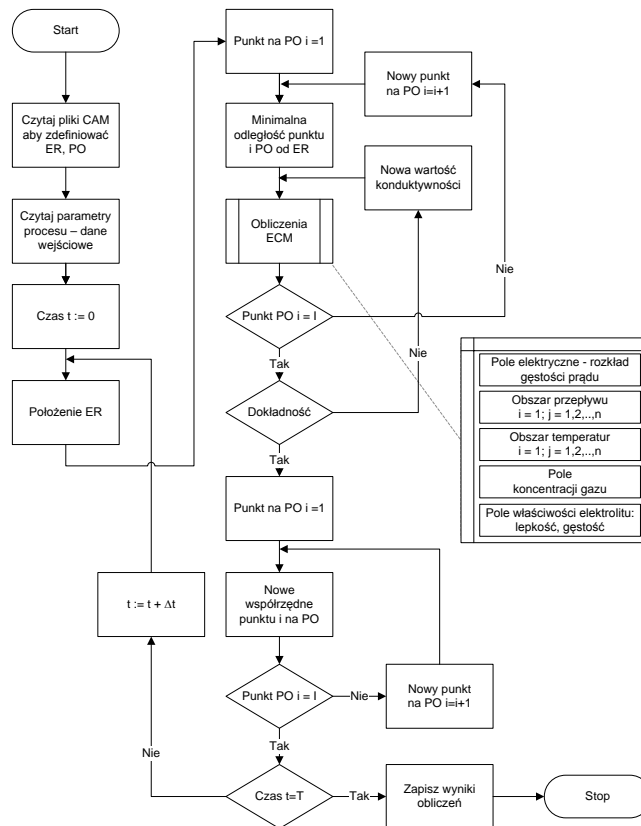 Start
Czytaj pliki CAM
aby zdefiniować
ER, PO
Czytaj parametry
procesu – dane
wejściowe
Czas t := 0
Położenie ER
Punkt na PO i =1
Nowy punkt
na PO i=i+1
Minimalna
odległość punktu
i PO od ER
Nowa wartość
konduktywności
Obliczenia
ECM
Nie
Punkt PO i = I
Tak
Nie
Dokładność
Tak
Pole elektryczne - rozkład
gęstości prądu
Obszar przepływu
i = 1; j = 1,2,..,n
Obszar temperatur
i = 1; j = 1,2,..,n
Pole
koncentracji gazu
Pole właściwości elektrolitu:
lepkość, gęstość
Punkt na PO i =1
Nowe
współrzędne
punktu i na PO
t := t + Δt
Punkt PO i = I
Nie
Nowy punkt
na PO i=i+1
Tak
Nie
Czas t=T
Tak
Zapisz wyniki
obliczeń
Stop